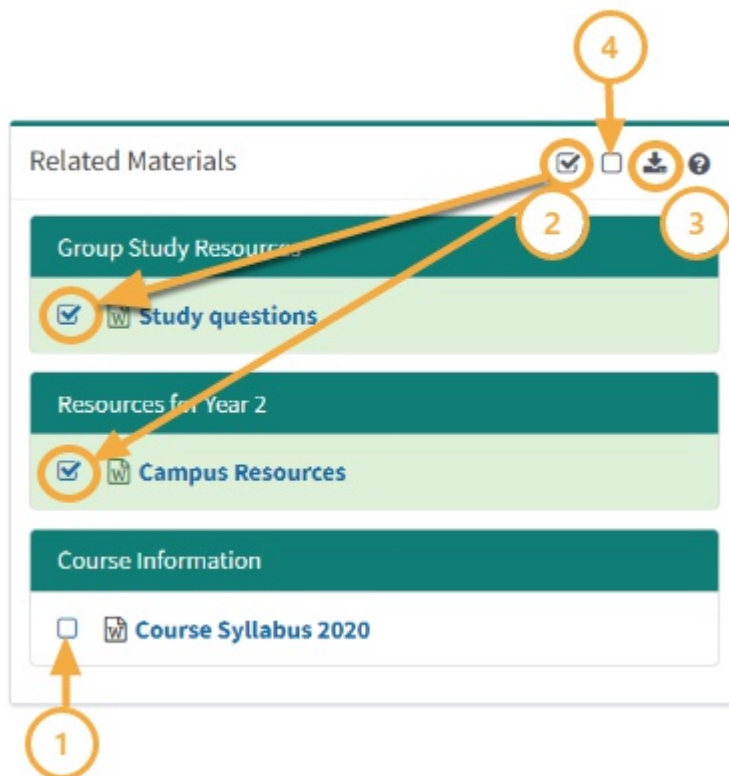 4
Related Materials
2
3
Group Study Resources
Study questions
Resources for Year 2
Campus Resources
Course Information
Course Syllabus 2020
1